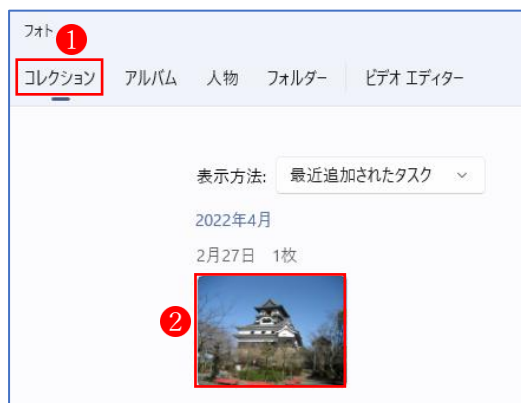 フォト
1
コレクション アルバム 人物 フォルダー ビデオ エディター
表示方法: 最近追加されたタスク
2022年4月
2月27日 1枚
2